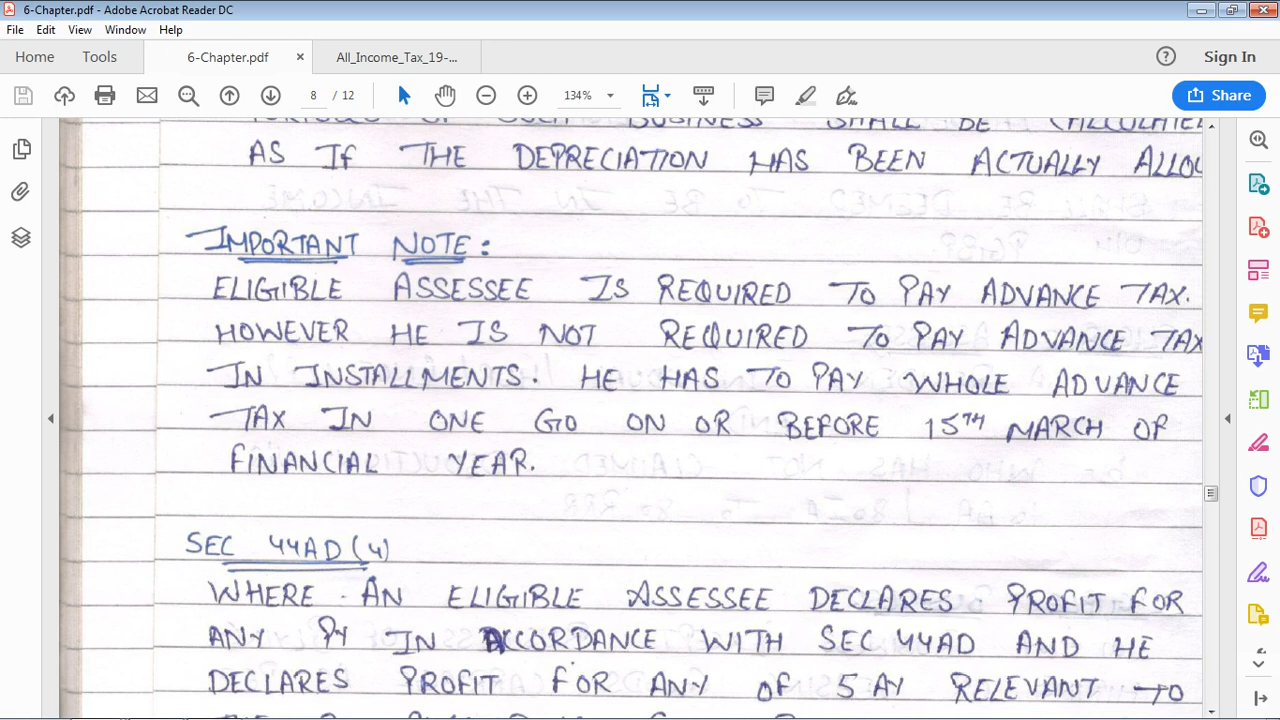 6-Chapter.pdf - Adobe Acrobat Reader DC
File Edit View Window Help
Home Tools 6-Chapter.pdf × All_Income_Tax_19-... ? Sign In
8 / 12 134% Share
BUSINESS SHALL BE CALCULATED
AS If THE DEPRECIATION HAS BEEN ACTUALLY ALLO
IMPORTANT NOTE:
ELIGIBLE ASSESSEE IS REQUIRED TO PAY ADVANCE TAX.
HOWEVER HE IS NOT REQUIRED TO PAY ADVANCE TAX
IN INSTALLMENTS. HE HAS TO PAY WHOLE ADVANCE
TAX IN ONE GO ON OR BEFORE 15TH MARCH OF
FINANCIAL YEAR.
SEC 44AD(4)
WHERE AN ELIGIBLE ASSESSEE DECLARES PROFIT FOR
ANY PY IN ACCORDANCE WITH SEC 44AD AND HE
DECLARES PROFIT FOR ANY OF 5 AY RELEVANT TO